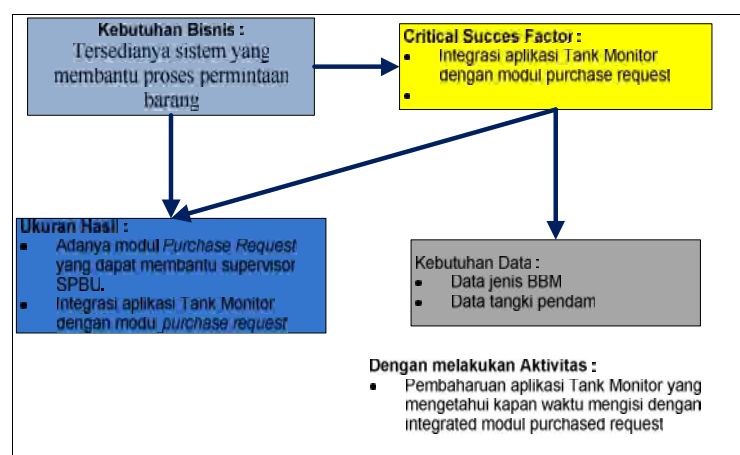 Kebutuhan Bisnis :
Tersedianya sistem yang
membantu proses permintaan
barang
Critical Succes Factor :
• Integrasi aplikasi Tank Monitor
dengan modul purchase request
•
Ukuran Hasil :
• Adanya modul Purchase Request
yang dapat membantu supervisor
SPBU.
• Integrasi aplikasi Tank Monitor
dengan modu purchase request
Kebutuhan Data :
• Data jenis BBM
• Data tangki pendam
Dengan melakukan Aktivitas :
• Pembaharuan aplikasi Tank Monitor yang
mengetahui kapan waktu mengisi dengan
integrated modul purchased request